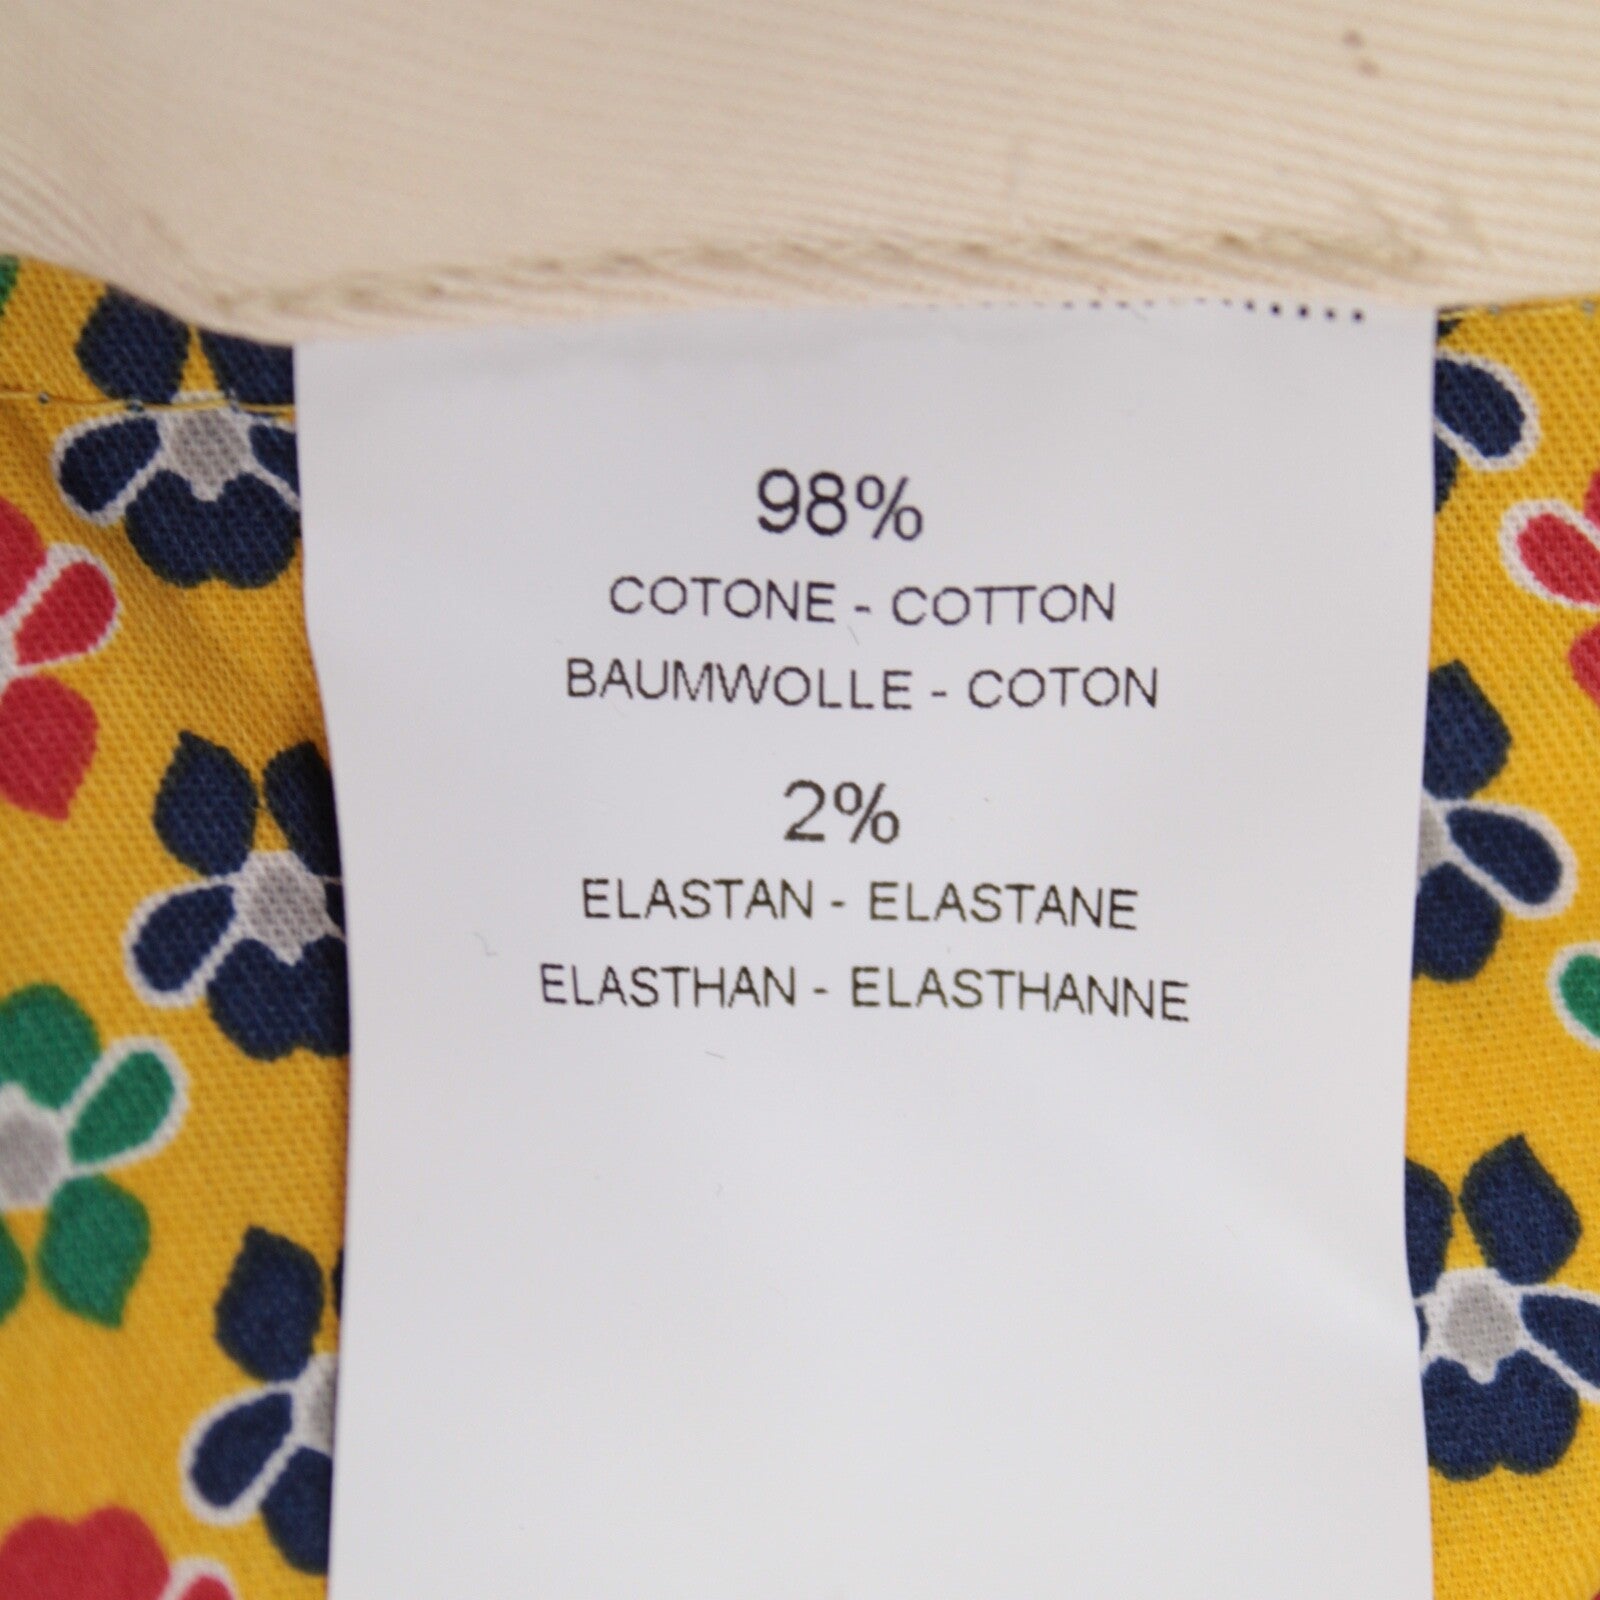 98%
COTONE - COTTON
BAUMWOLLE - COTON
2%
ELASTAN - ELASTANE
ELASTHAN - ELASTHANNE